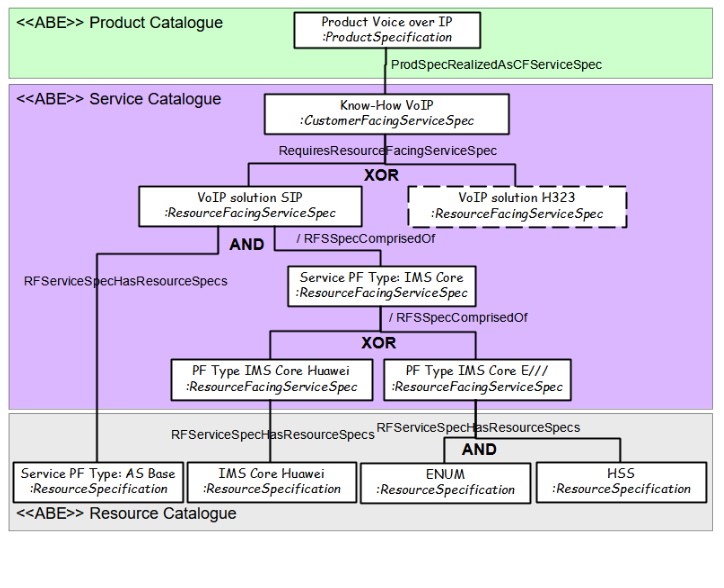 <<ABE>> Product Catalogue
Product Voice over IP
:ProductSpecification
ProdSpecRealizedAsCFServiceSpec
<<ABE>> Service Catalogue
Know-How VoIP
:CustomerFacingServiceSpec
RequiresResourceFacingServiceSpec
XOR
VoIP solution SIP
:ResourceFacingServiceSpec
VoIP solution H323
:ResourceFacingServiceSpec
AND
/ RFSSpecComprisedOf
RFServiceSpecHasResourceSpecs
Service PF Type: IMS Core
:ResourceFacingServiceSpec
/ RFSSpecComprisedOf
XOR
PF Type IMS Core Huawei
:ResourceFacingServiceSpec
PF Type IMS Core E///
:ResourceFacingServiceSpec
RFServiceSpecHasResourceSpecs
RFServiceSpecHasResourceSpecs
AND
Service PF Type: AS Base
:ResourceSpecification
IMS Core Huawei
:ResourceSpecification
ENUM
:ResourceSpecification
HSS
:ResourceSpecification
<<ABE>> Resource Catalogue